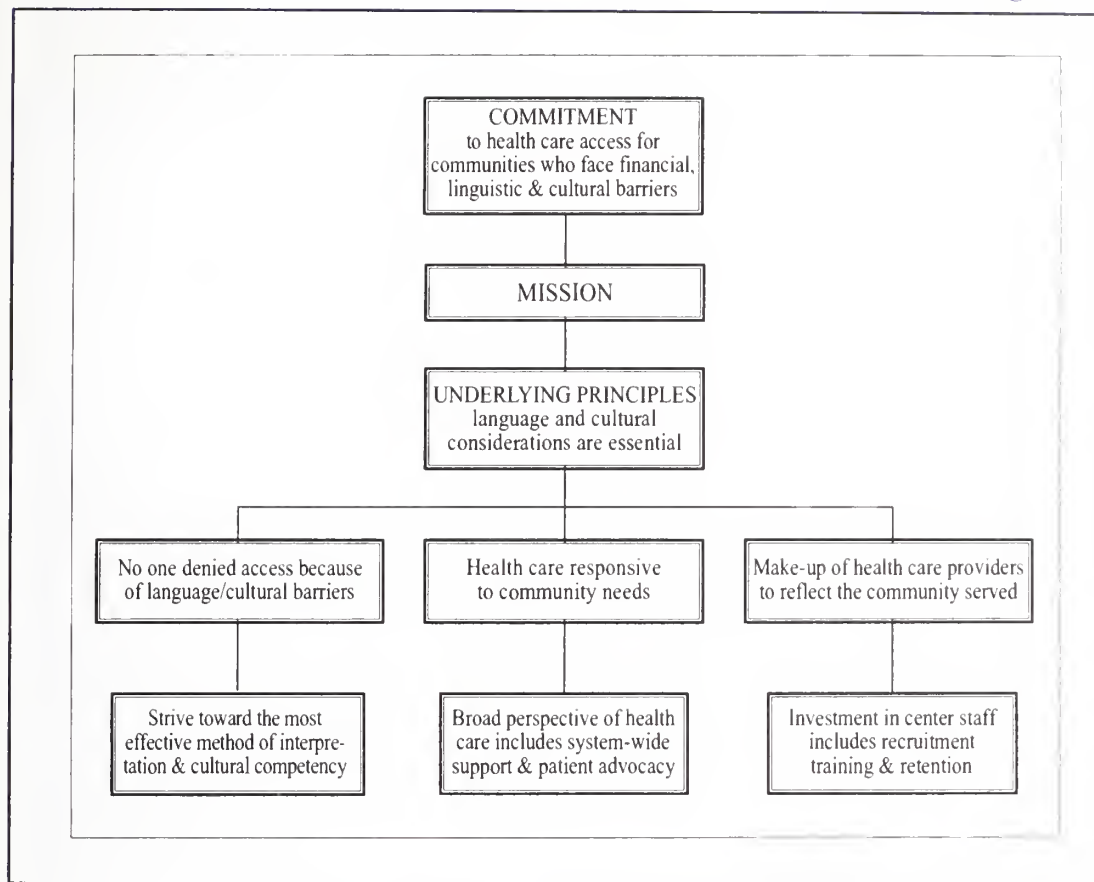 COMMITMENT
to health care access for
communities who face financial,
linguistic & cultural barriers
MISSION
UNDERLYING PRINCIPLES
language and cultural
considerations are essential
No one denied access because
of language/cultural barriers
Health care responsive
to community needs
Make-up of health care providers
to reflect the community served
Strive toward the most
effective method of interpre-
tation & cultural competency
Broad perspective of health
care includes system-wide
support & patient advocacy
Investment in center staff
includes recruitment
training & retention